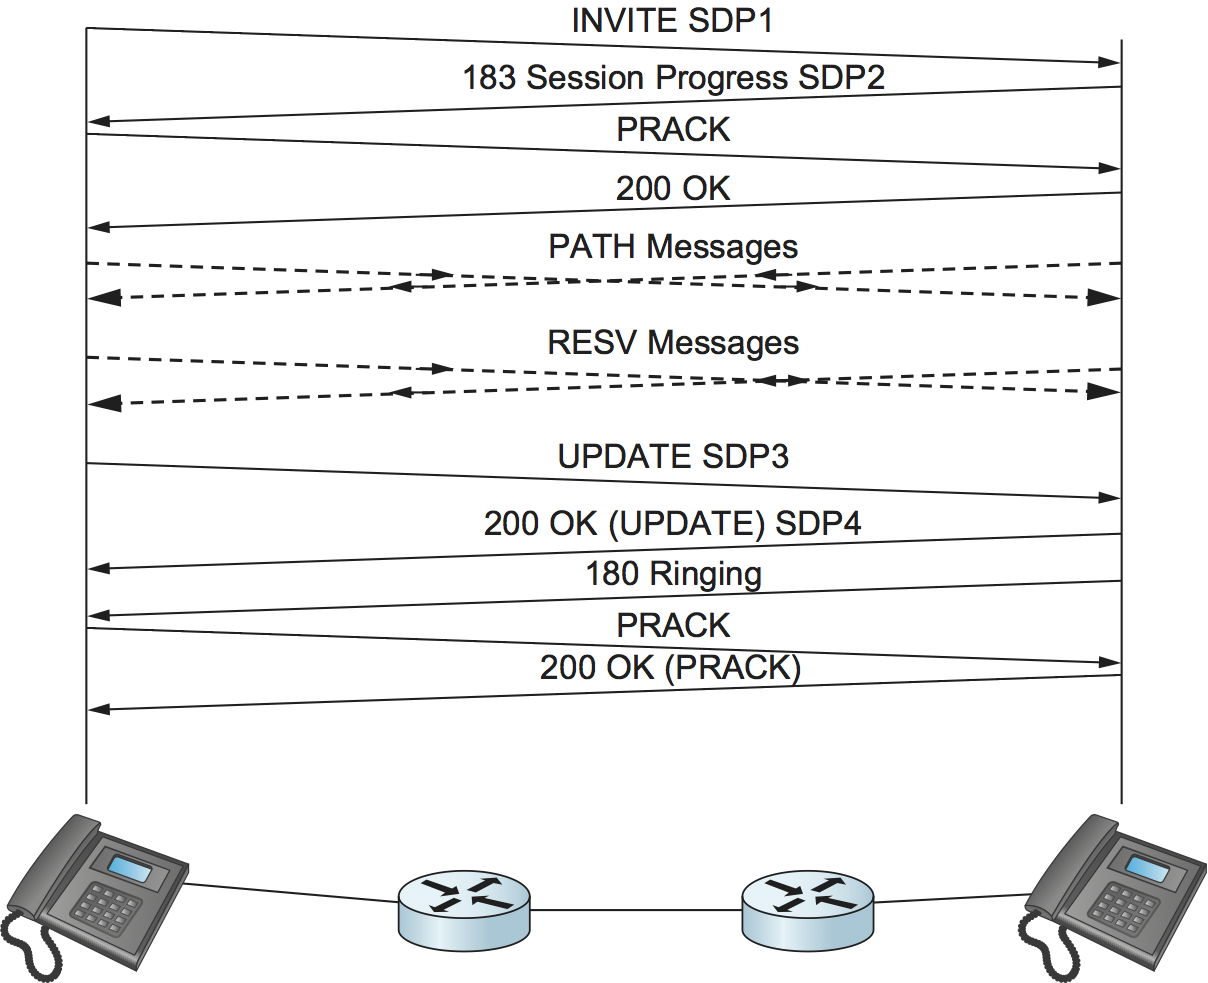 INVITE SDP1
183 Session Progress SDP2
PRACK
200 OK
PATH Messages
RESV Messages
UPDATE SDP3
200 OK (UPDATE) SDP4
180 Ringing
PRACK
200 OK (PRACK)